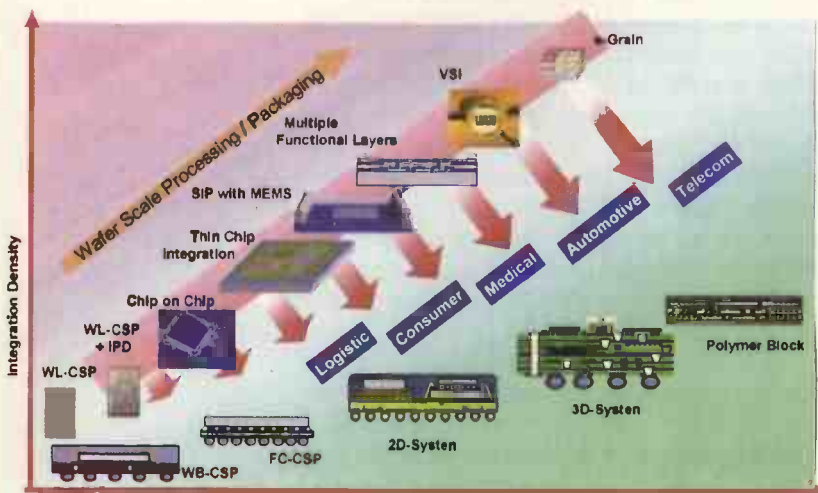 Grain
VSI
Multiple
Functional Layers
Wafer Scale Processing / Packaging
SIP with MEMS
Thin Chip
Integration
Telecom
Automotive
Medical
Consumer
Logistic
Chip on Chip
WL-CSP
+ IPD
WL-CSP
Integration Density
Polymer Block
3D-Systen
2D-Systen
FC-CSP
WB-CSP